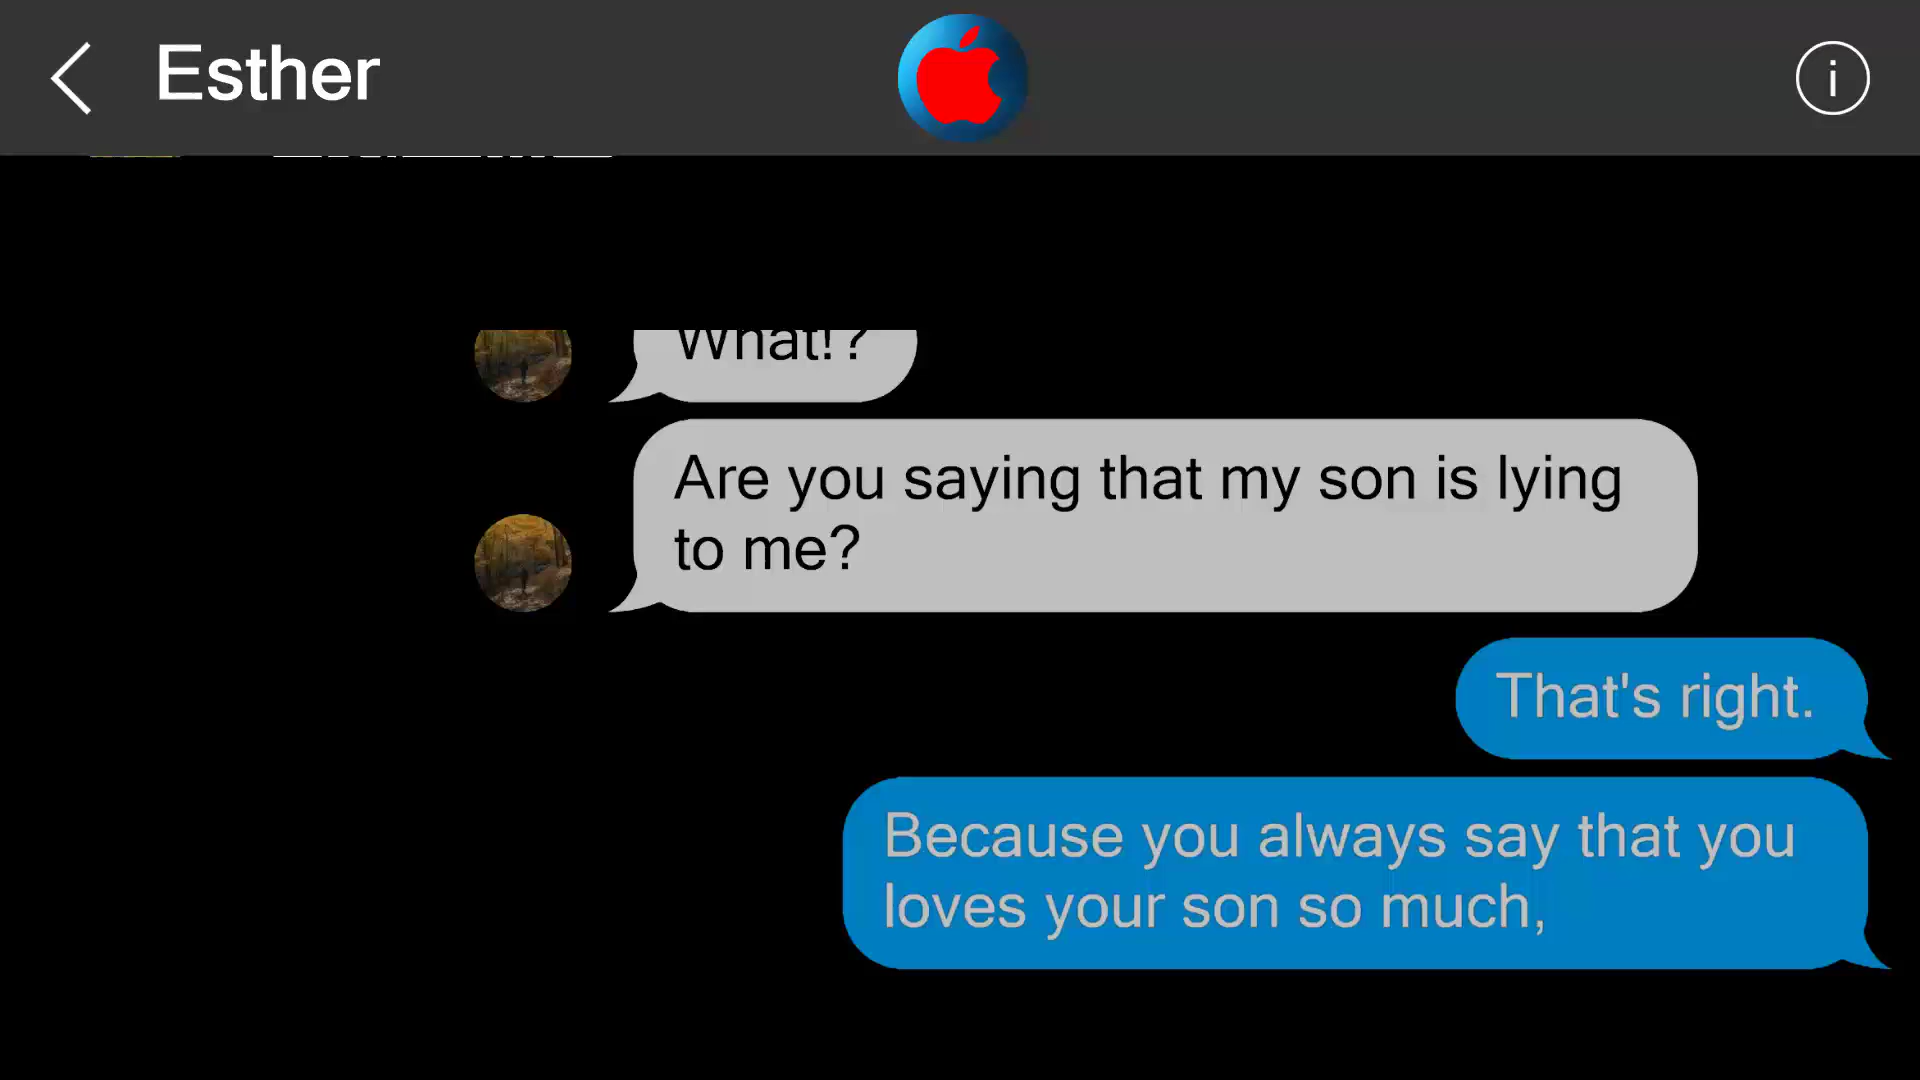 Esther
What!?
Are you saying that my son is lying
to me?
That's right.
Because you always say that you
loves your son so much,